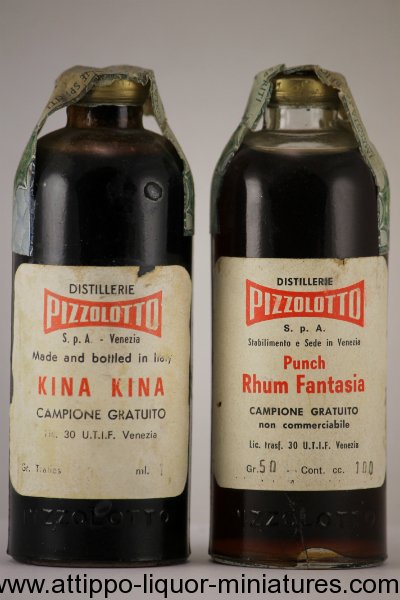 DISTILLERIE
PIZZOLOTTO
S.p.A. - Venezia
Made and bottled in Italy
KINA KINA
CAMPIONE GRATUITO
Lic. 30 U.T.I.F. Venezia
Gr. ml.
PIZZOLOTTO
DISTILLERIE
PIZZOLOTTO
S. p. A.
Stabilimento e Sede in Venezia
Punch
Rhum Fantasia
CAMPIONE GRATUITO
non commerciabile
Lic. trasf. 30 U.T.I.F. Venezia
Gr. 50 - Cont. cc. 100
PIZZOLOTTO
www.attippo-liquor-miniatures.com